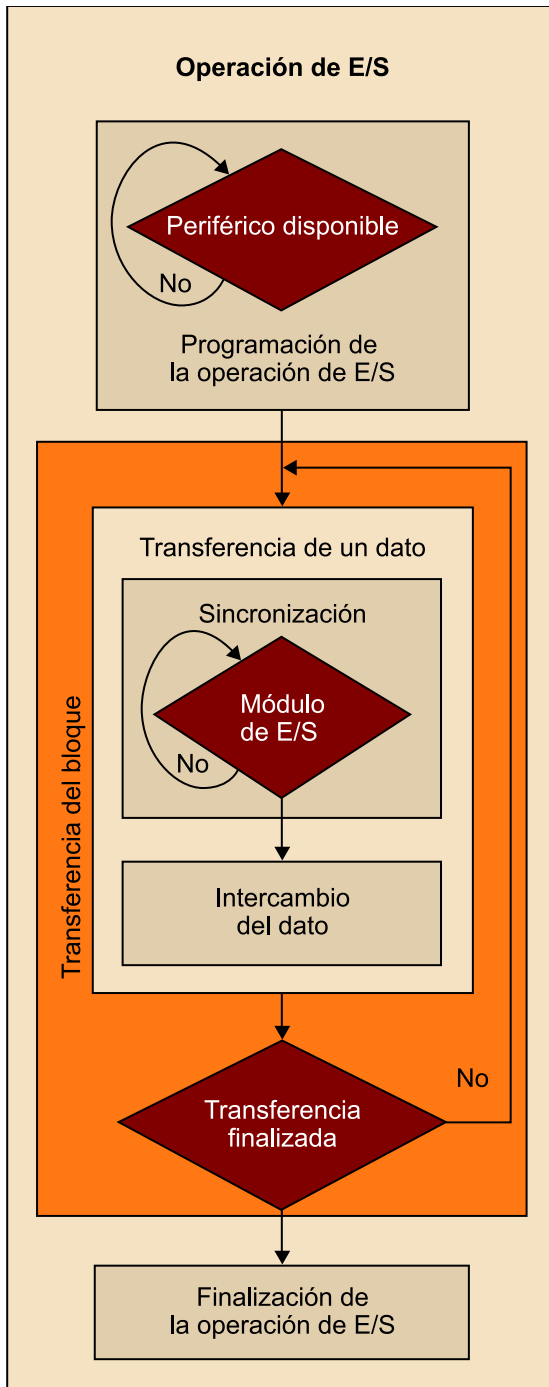 Operación de E/S
Periférico disponible
No
Programación de
la operación de E/S
Transferencia del bloque
Transferencia de un dato
Sincronización
Módulo
de E/S
No
Intercambio
del dato
Transferencia
finalizada
No
Finalización de
la operación de E/S